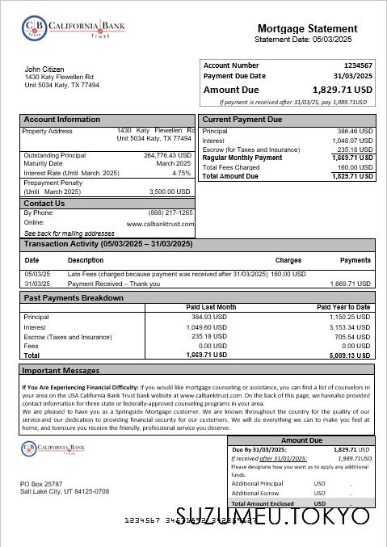 CALIFORNIA BANK
Trust
Mortgage Statement
Statement Date: 05/03/2025
John Citizen
1430 Katy Flewellen Rd
Unit 5034 Katy, TX 77494
Account Number 1234567
Payment Due Date 31/03/2025
Amount Due 1,829.71 USD
If payment is received after 31/03/25, pay 1,989.71USD
Account Information
Property Address 1430 Katy Flewellen Rd
Unit 5034 Katy, TX 77494
Outstanding Principal 264,776.43 USD
Maturity Date March 2025
Interest Rate (Until March 2025) 4.75%
Prepayment Penalty
(Until March 2025) 3,500.00 USD
Contact Us
By Phone: (888) 217-1265
Online: www.calbanktrust.com
See back for mailing addresses
Current Payment Due
Principal 386.46 USD
Interest 1,048.07 USD
Escrow (for Taxes and Insurance) 235.18 USD
Regular Monthly Payment 1,669.71 USD
Total Fees Charged 160.00 USD
Total Amount Due 1,829.71 USD
Transaction Activity (05/03/2025 – 31/03/2025)
Date Description Charges Payments
05/03/25 Late Fees (charged because payment was received after 31/03/2025) 160.00 USD
31/03/25 Payment Received – Thank you 1,669.71 USD
Past Payments Breakdown
Paid Last Month Paid Year to Date
Principal 384.93 USD 1,150.25 USD
Interest 1,049.60 USD 3,153.34 USD
Escrow (Taxes and Insurance) 235.18 USD 705.54 USD
Fees 0.00 USD 0.00 USD
Total 1,669.71 USD 5,009.13 USD
Important Messages
If You Are Experiencing Financial Difficulty: If you would like mortgage counseling or assistance, you can find a list of counselors in
your area on the USA California Bank Trust bank website at www.calbanktrust.com. On the back of this page, we havealso provided
contact information for three state or federally-approved counseling programs in your area.
We are pleased to have you as a Springside Mortgage customer. We are known throughout the country for the quality of our
service and our dedication to providing financial security for our customers. We will do everything we can to make you feel at
home, and to ensure you receive the friendly, professional service you deserve.
CALIFORNIA BANK
Trust
PO Box 25787
Salt Lake City, UT 84125-0706
Amount Due
Due By 31/03/2025: 1,829.71 USD
If received after 31/01/2025: 1,989.71USD
Please designate how you want us to apply any additional
funds.
Additional Principal USD .
Additional Escrow USD .
Total Amount Enclosed USD .
1234567
SUZUMEU.TOKYO